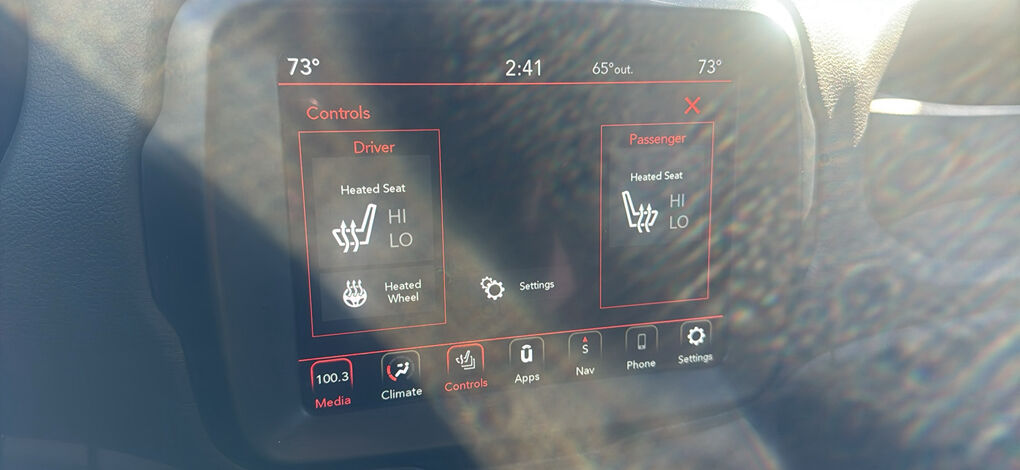 73° 2:41 65° out. 73°
Controls
Driver
Heated Seat
HI
LO
Heated
Wheel
Settings
Passenger
Heated Seat
HI
LO
100.3
Media
Climate
Controls
Apps
S
Nav
Phone
Settings